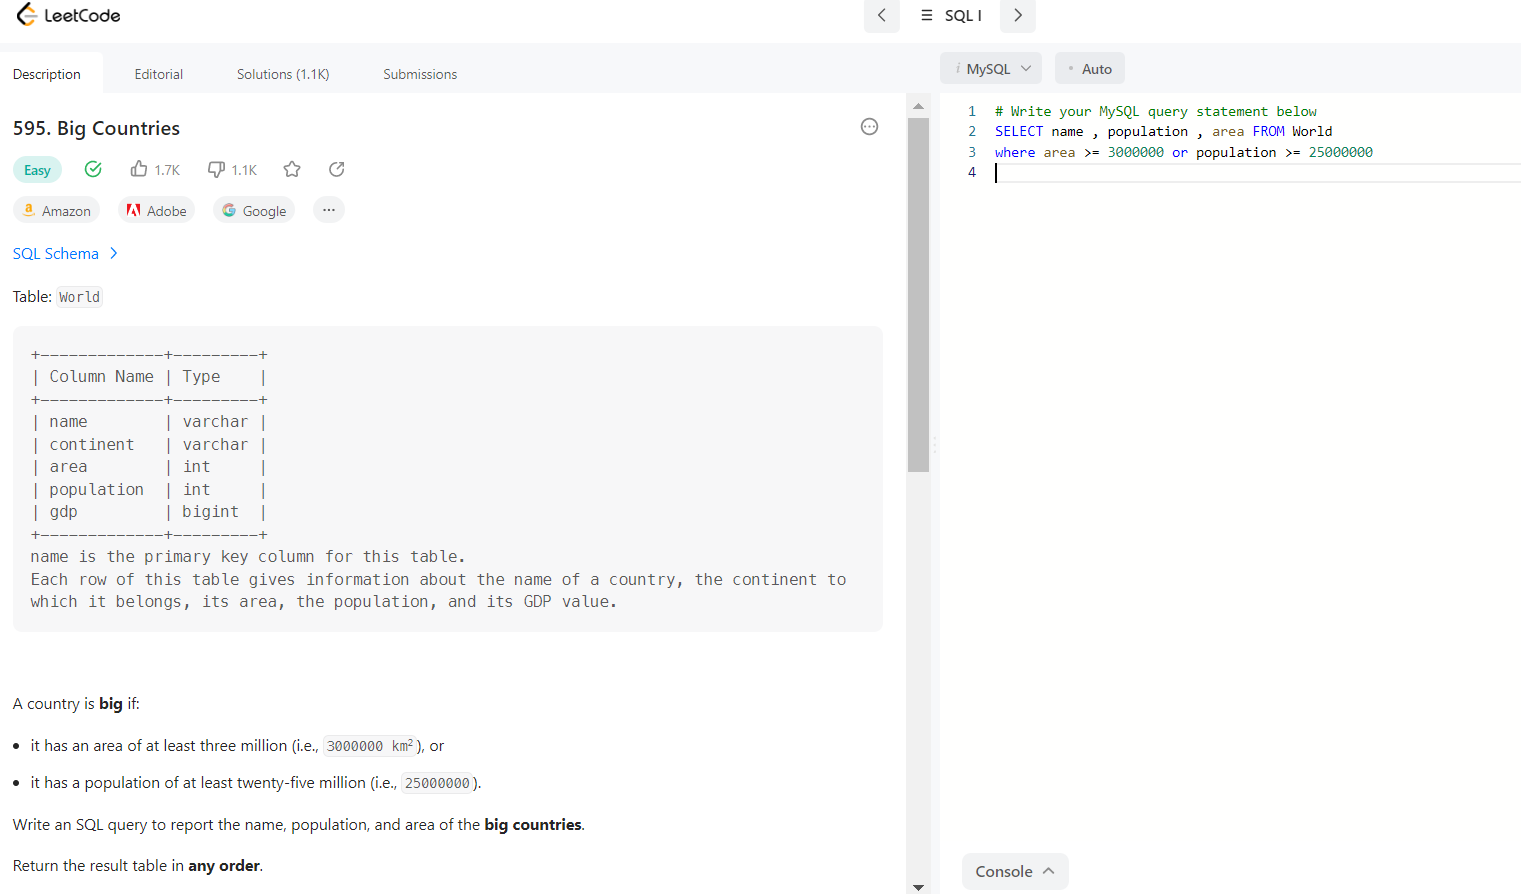 LeetCode
SQL I
Description Editorial Solutions (1.1K) Submissions
i MySQL Auto
595. Big Countries
Easy 1.7K 1.1K
Amazon Adobe Google ...
SQL Schema >
Table: World
+-------------+---------+
| Column Name | Type    |
+-------------+---------+
| name        | varchar |
| continent   | varchar |
| area        | int     |
| population  | int     |
| gdp         | bigint  |
+-------------+---------+
name is the primary key column for this table.
Each row of this table gives information about the name of a country, the continent to
which it belongs, its area, the population, and its GDP value.
A country is big if:
• it has an area of at least three million (i.e., 3000000 km²), or
• it has a population of at least twenty-five million (i.e., 25000000).
Write an SQL query to report the name, population, and area of the big countries.
Return the result table in any order.
1 # Write your MySQL query statement below
2 SELECT name , population , area FROM World
3 where area >= 3000000 or population >= 25000000
4
Console